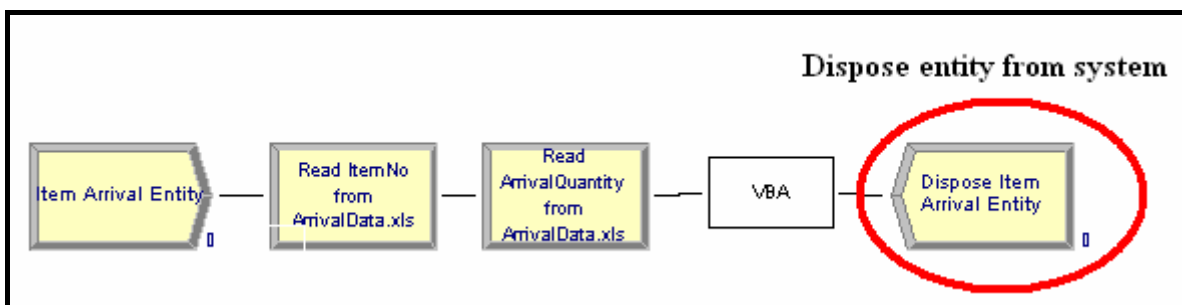 Dispose entity from system
Item Arrival Entity
Read ItemNo
from
ArrivalData.xls
Read
ArrivalQuantity
from
ArrivalData.xls
VBA
Dispose Item
Arrival Entity
0
0